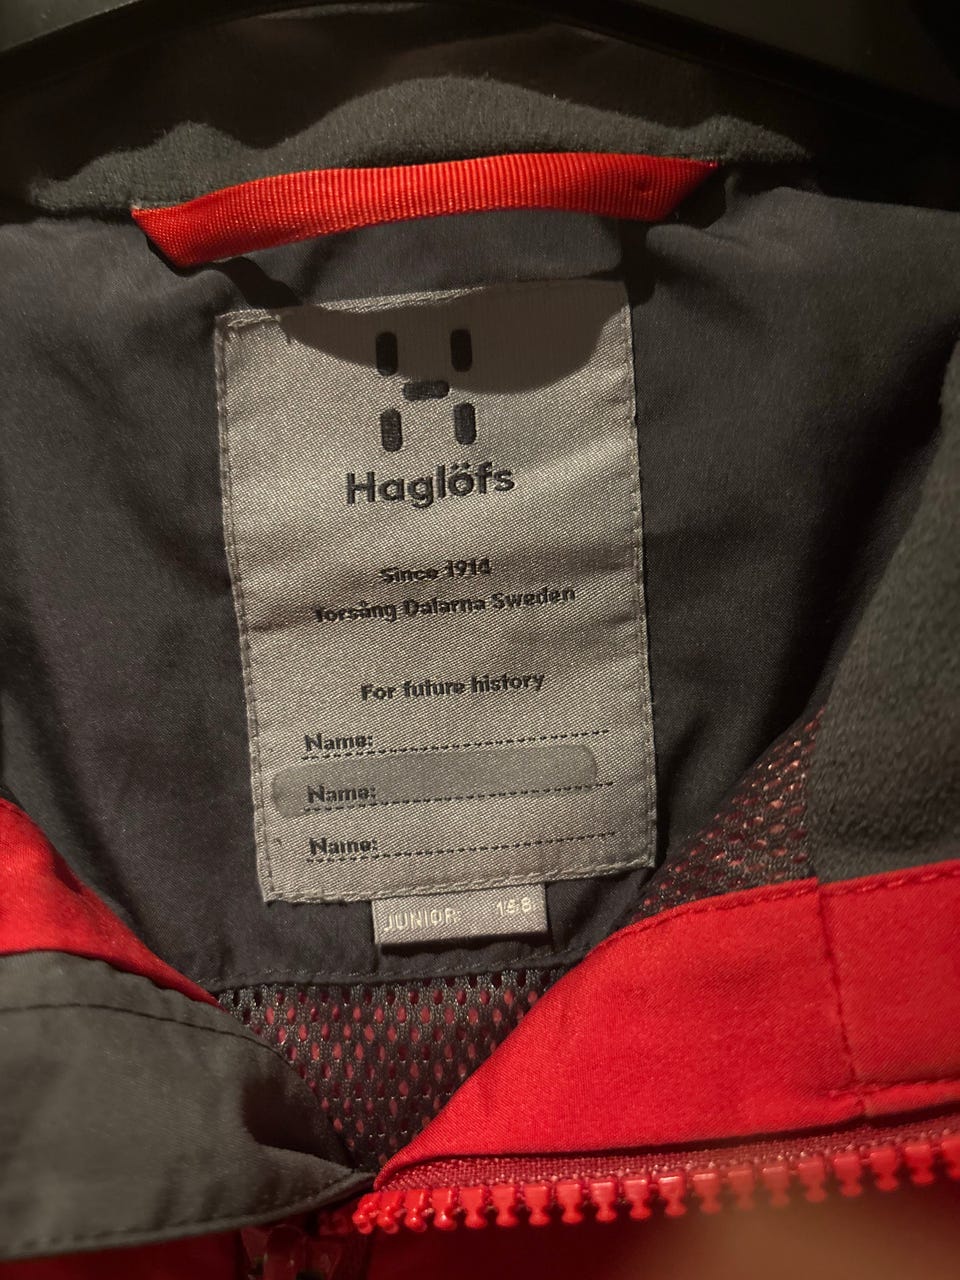 Haglöfs
Since 1914
Torsång Dalarna Sweden
For future history
Name:
Name:
Name:
JUNIOR 158